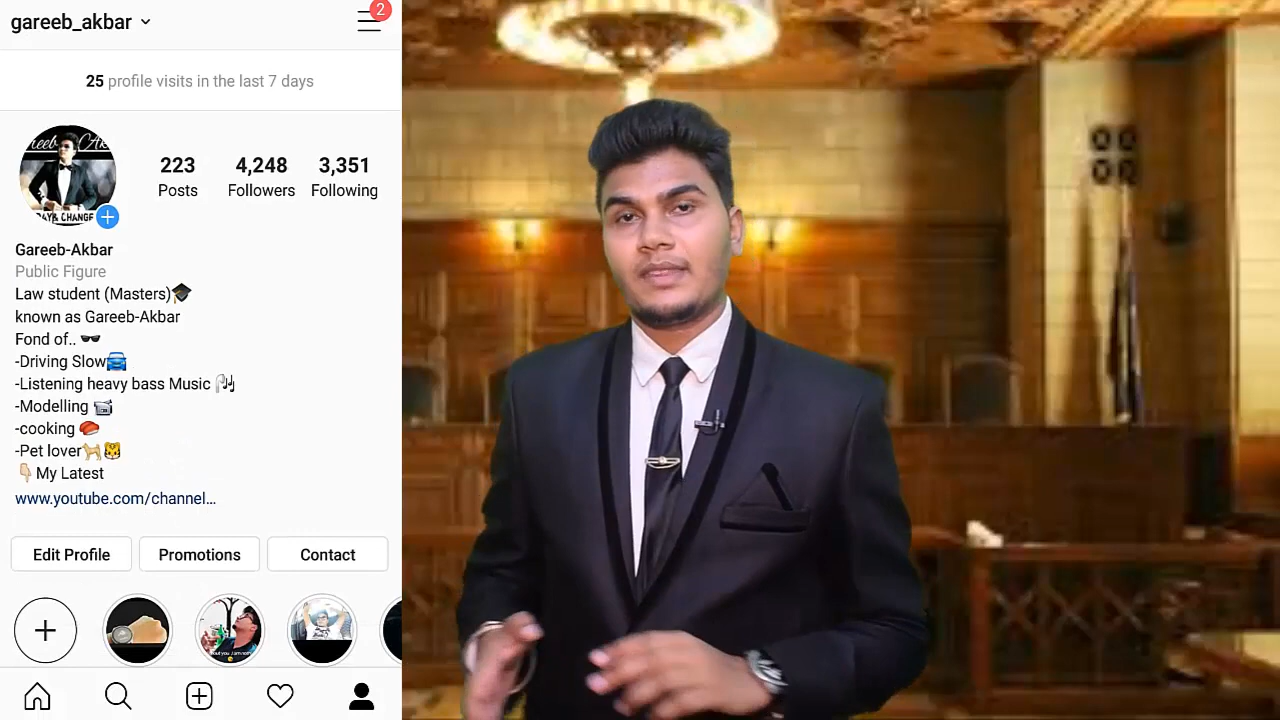 gareeb_akbar
2
25 profile visits in the last 7 days
223 4,248 3,351
Posts Followers Following
AY& CHANGE
Gareeb-Akbar
Public Figure
Law student (Masters)🎓
known as Gareeb-Akbar
Fond of.. 🕶️
-Driving Slow🚘
-Listening heavy bass Music 🎧
-Modelling 📹
-cooking 🍣
-Pet lover🐕🐯
👇🏻My Latest
www.youtube.com/channel...
Edit Profile Promotions Contact